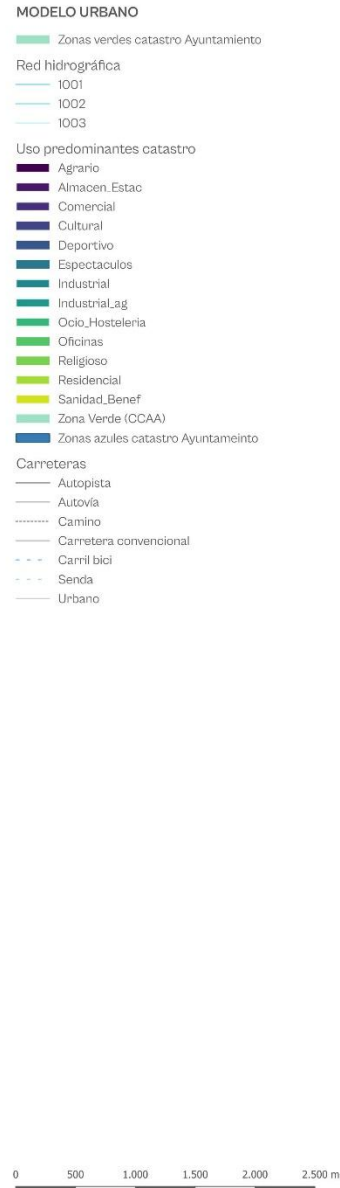 MODELO URBANO
Zonas verdes catastro Ayuntamiento
Red hidrográfica
1001
1002
1003
Uso predominantes catastro
Agrario
Almacen_Estac
Comercial
Cultural
Deportivo
Espectaculos
Industrial
Industrial_ag
Ocio_Hosteleria
Oficinas
Religioso
Residencial
Sanidad_Benef
Zona Verde (CCAA)
Zonas azules catastro Ayuntameinto
Carreteras
Autopista
Autovía
Camino
Carretera convencional
Carril bici
Senda
Urbano
0 500 1.000 1.500 2.000 2.500 m